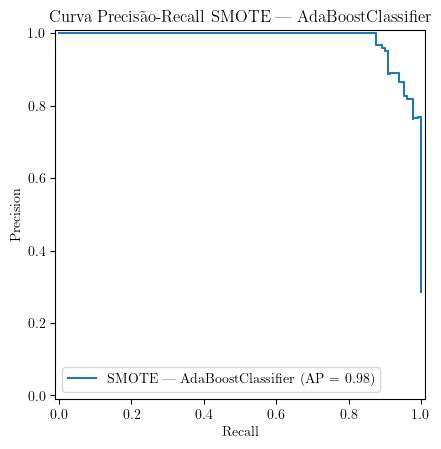 Curva Precisão-Recall SMOTE — AdaBoostClassifier
1.0
0.8
0.6
0.4
0.2
0.0
Precision
SMOTE — AdaBoostClassifier (AP = 0.98)
0.0 0.2 0.4 0.6 0.8 1.0
Recall